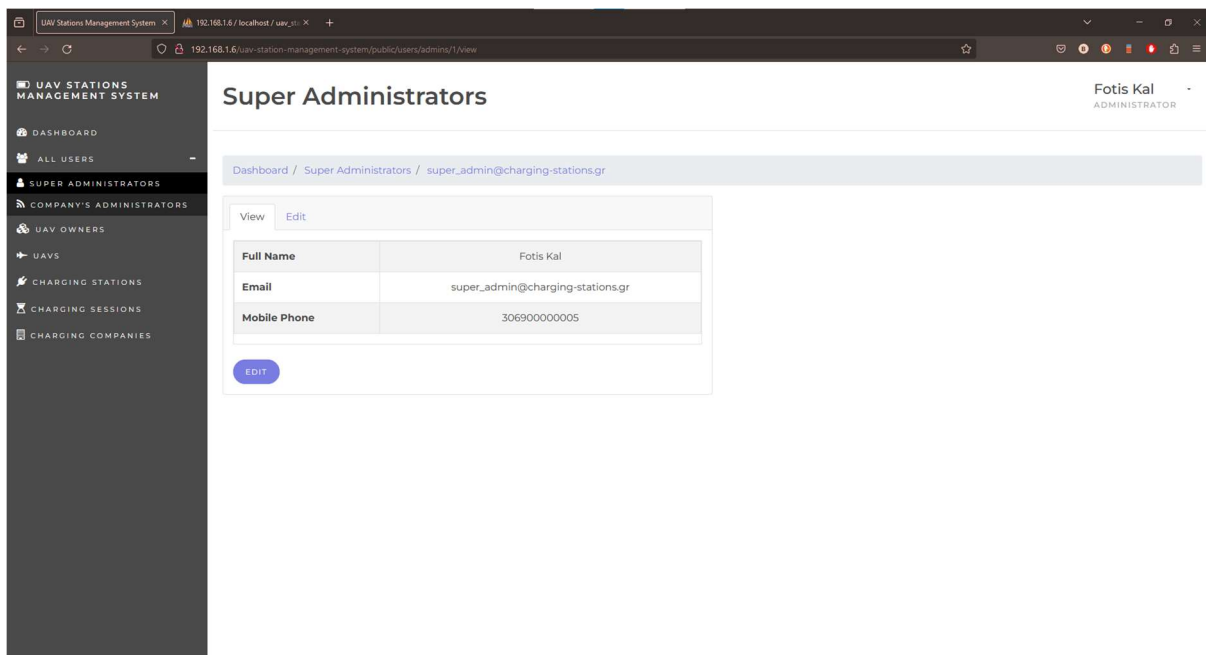 UAV Stations Management System
192.168.1.6 / localhost / uav_sta
192.168.1.6/uav-station-management-system/public/users/admins/1/view
UAV STATIONS
MANAGEMENT SYSTEM
DASHBOARD
ALL USERS
SUPER ADMINISTRATORS
COMPANY'S ADMINISTRATORS
UAV OWNERS
UAVS
CHARGING STATIONS
CHARGING SESSIONS
CHARGING COMPANIES
Super Administrators
Fotis Kal
ADMINISTRATOR
Dashboard / Super Administrators / super_admin@charging-stations.gr
View Edit
Full Name Fotis Kal
Email super_admin@charging-stations.gr
Mobile Phone 306900000005
EDIT